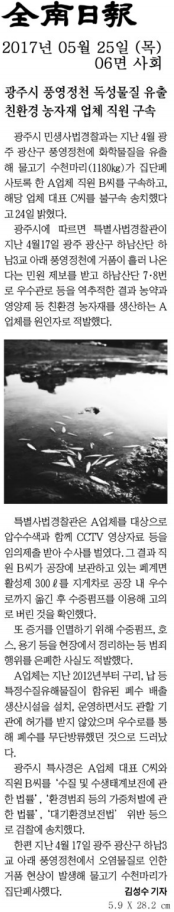 全南日報
2017년 05월 25일 (목)
06면 사회
광주시 풍영정천 독성물질 유출
친환경 농자재 업체 직원 구속
광주시 민생사법경찰과는 지난 4월 광
주 광산구 풍영정천에 화학물질을 유출
해 물고기 수천마리(1180㎏)가 집단폐
사토록 한 A업체 직원 B씨를 구속하고,
해당 업체 대표 C씨를 불구속 송치했다
고 24일 밝혔다.
광주시에 따르면 특별사법경찰관이
지난 4월17일 광주 광산구 하남산단 하
남3교 아래 풍영정천에 거품이 흘러 나온
다는 민원 제보를 받고 하남산단 7·8번
로 우수관로 등을 역추적한 결과 농약과
영양제 등 친환경 농자재를 생산하는 A
업체를 원인자로 적발했다.
특별사법경찰관은 A업체를 대상으로
압수수색과 함께 CCTV 영상자료 등을
임의제출 받아 수사를 벌였다. 그 결과 직
원 B씨가 공장에 보관하고 있는 폐계면
활성제 300ℓ를 지게차로 공장 내 우수
로까지 옮긴 후 수중펌프를 이용해 고의
로 버린 것을 확인했다.
또 증거를 인멸하기 위해 수중펌프, 호
스, 용기 등을 현장에서 정리하는 등 범죄
행위를 은폐한 사실도 적발했다.
A업체는 지난 2012년부터 구리, 납 등
특정수질유해물질이 함유된 폐수 배출
생산시설을 설치, 운영하면서도 관할 기
관에 허가를 받지 않았으며 우수로를 통
해 폐수를 무단방류했던 것으로 드러났
다.
광주시 특사경은 A업체 대표 C씨와
직원 B씨를 '수질 및 수생태계보전에 관
한 법률', '환경범죄 등의 가중처벌에 관
한 법률', '대기환경보전법' 위반 등으
로 검찰에 송치했다.
한편 지난 4월 17일 광주 광산구 하남3
교 아래 풍영정천에서 오염물질로 인한
거품 현상이 발생해 물고기 수천마리가
집단폐사했다. 김성수 기자
5.9 X 28.2 cm